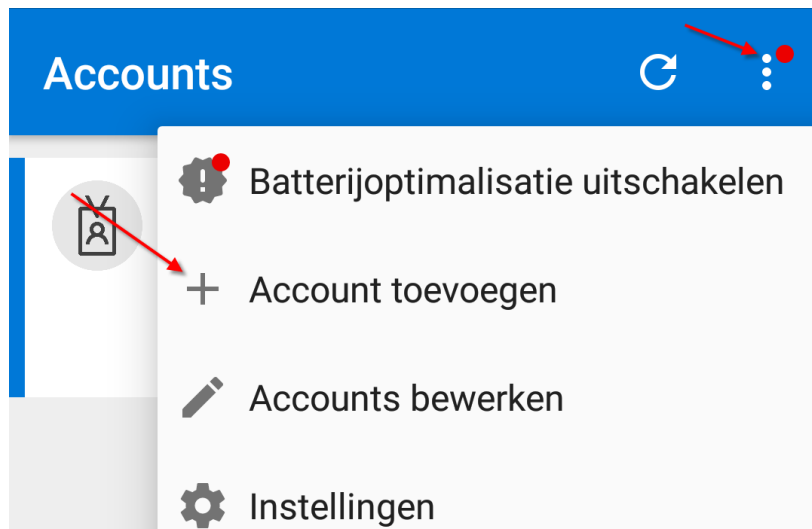 Accounts
Batterijoptimalisatie uitschakelen
Account toevoegen
Accounts bewerken
Instellingen